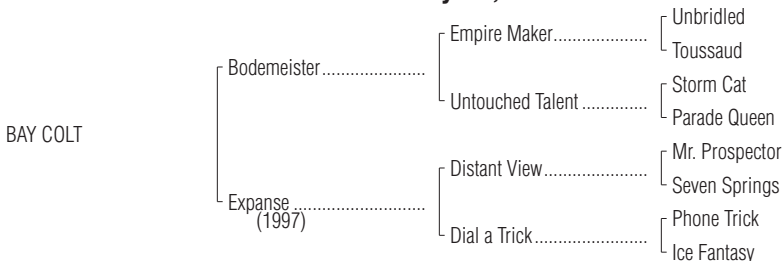 Unbridled
Empire Maker....................
Toussaud
Bodemeister......................
Storm Cat
Untouched Talent ..............
Parade Queen
BAY COLT
Mr. Prospector
Distant View......................
Seven Springs
Expanse ............................
(1997)
Phone Trick
Dial a Trick........................
Ice Fantasy